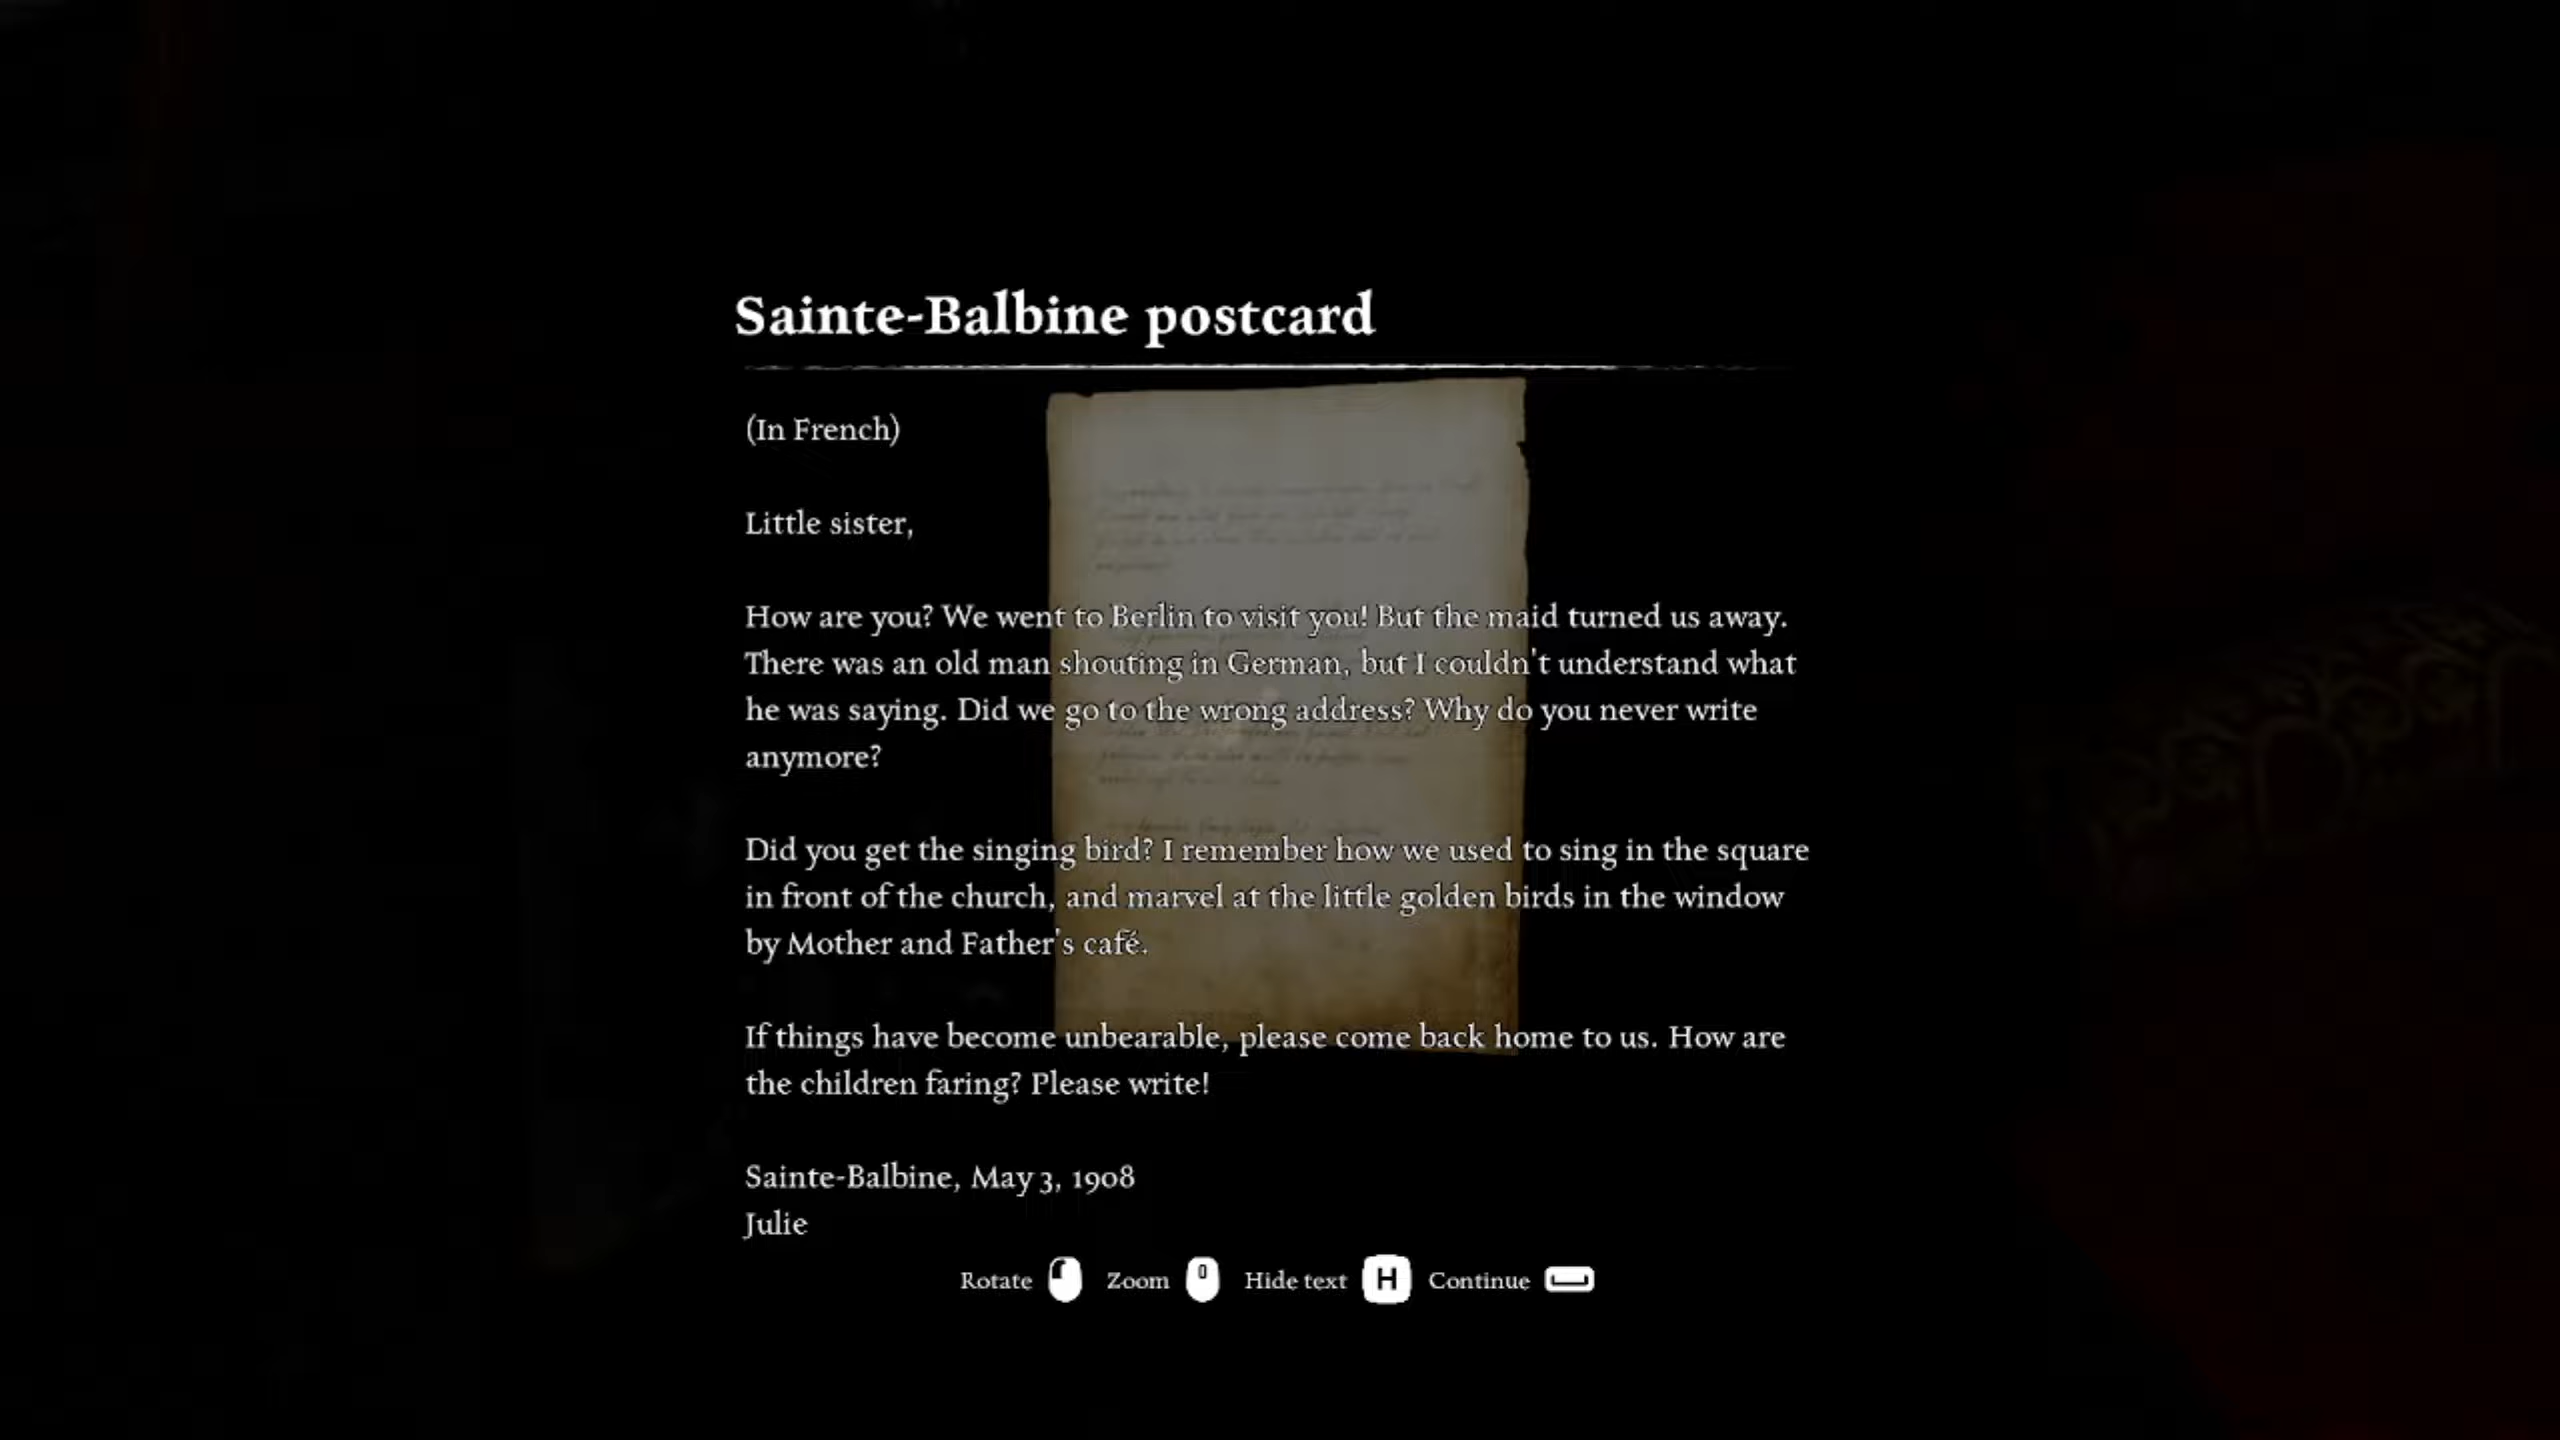 Sainte-Balbine postcard
(In French)
Little sister,
How are you? We went to Berlin to visit you! But the maid turned us away.
There was an old man shouting in German, but I couldn't understand what
he was saying. Did we go to the wrong address? Why do you never write
anymore?
Did you get the singing bird? I remember how we used to sing in the square
in front of the church, and marvel at the little golden birds in the window
by Mother and Father's café.
If things have become unbearable, please come back home to us. How are
the children faring? Please write!
Sainte-Balbine, May 3, 1908
Julie
Rotate Zoom Hide text H Continue